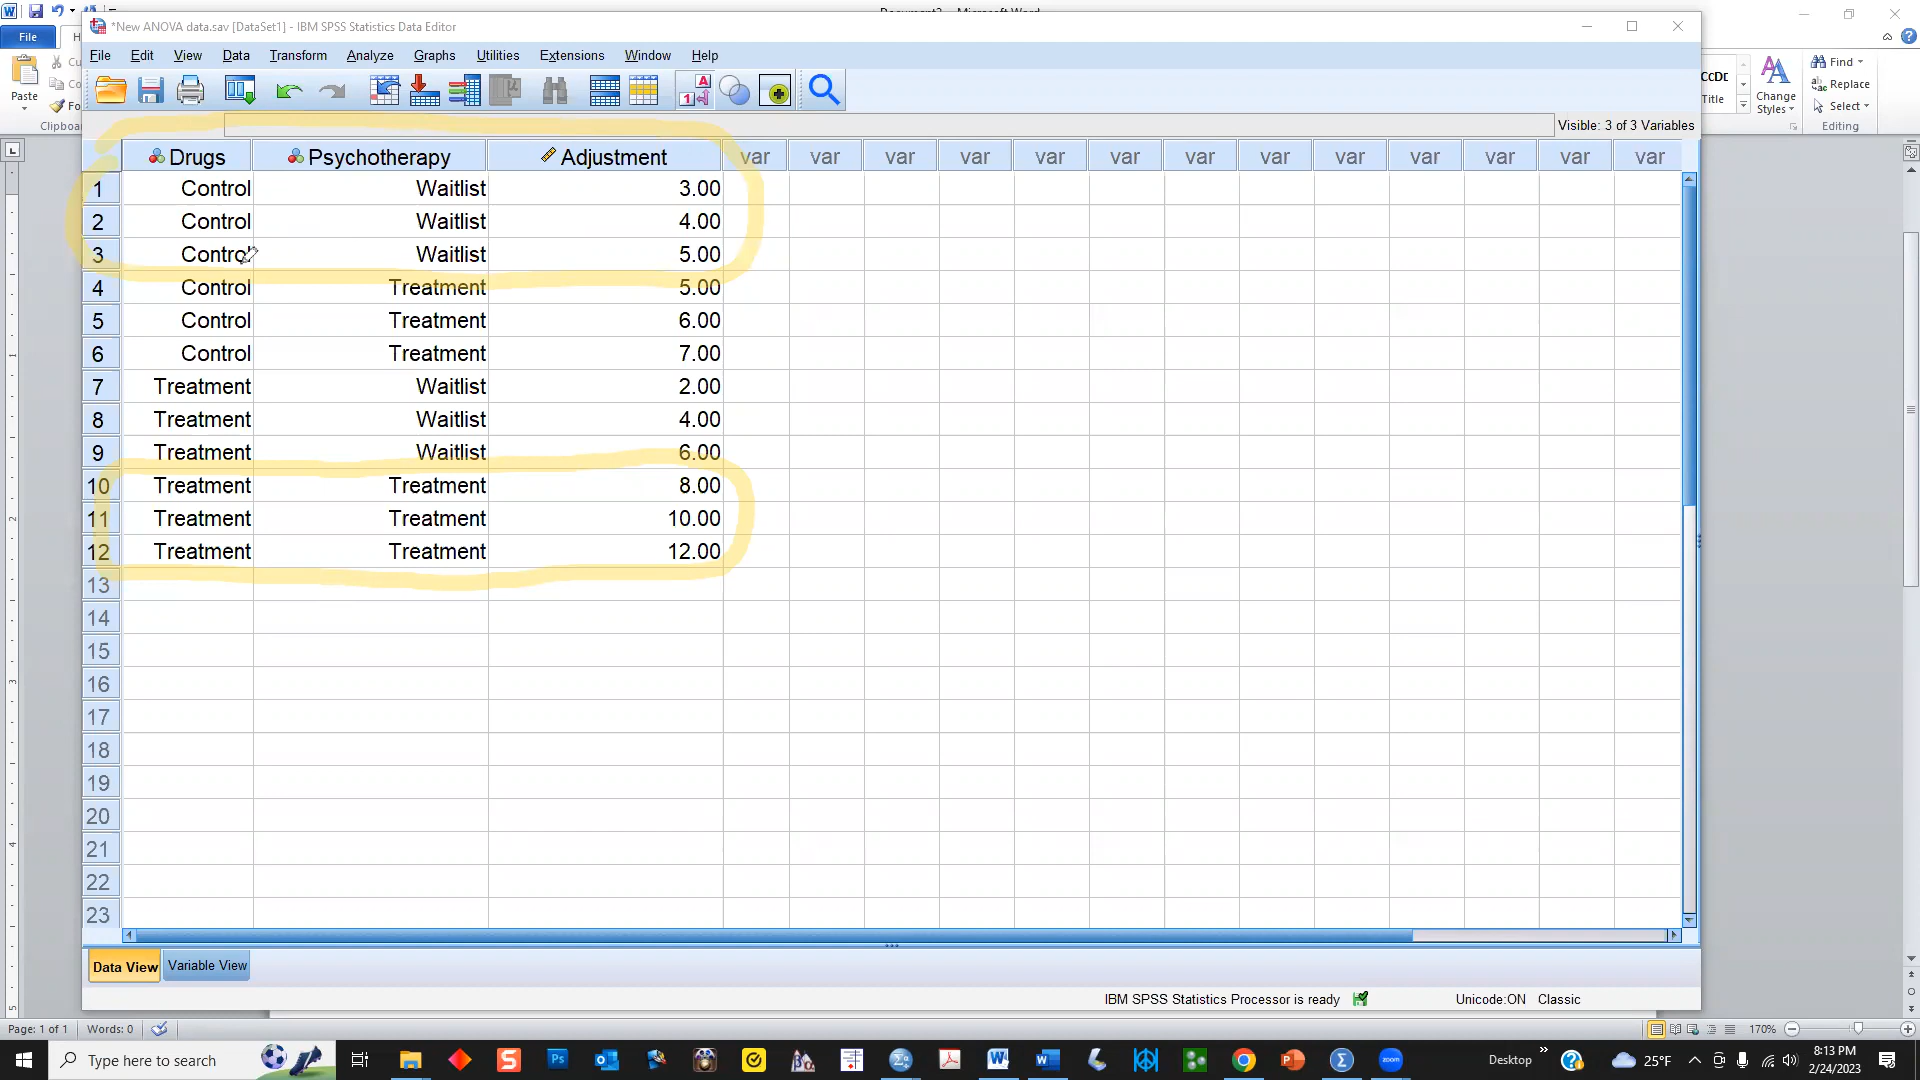 Document2 - Microsoft Word
*New ANOVA data.sav [DataSet1] - IBM SPSS Statistics Data Editor
File
File Edit View Data Transform Analyze Graphs Utilities Extensions Window Help
Paste
Clipboard
Title
Change Styles
Find
Replace
Select
Editing
Visible: 3 of 3 Variables
Drugs Psychotherapy Adjustment var var var var var var var var var var var var var
1 Control Waitlist 3.00
2 Control Waitlist 4.00
3 Control Waitlist 5.00
4 Control Treatment 5.00
5 Control Treatment 6.00
6 Control Treatment 7.00
7 Treatment Waitlist 2.00
8 Treatment Waitlist 4.00
9 Treatment Waitlist 6.00
10 Treatment Treatment 8.00
11 Treatment Treatment 10.00
12 Treatment Treatment 12.00
13
14
15
16
17
18
19
20
21
22
23
Data View Variable View
IBM SPSS Statistics Processor is ready Unicode:ON Classic
Page: 1 of 1 Words: 0 170%
Type here to search
Desktop 25°F 8:13 PM
2/24/2023